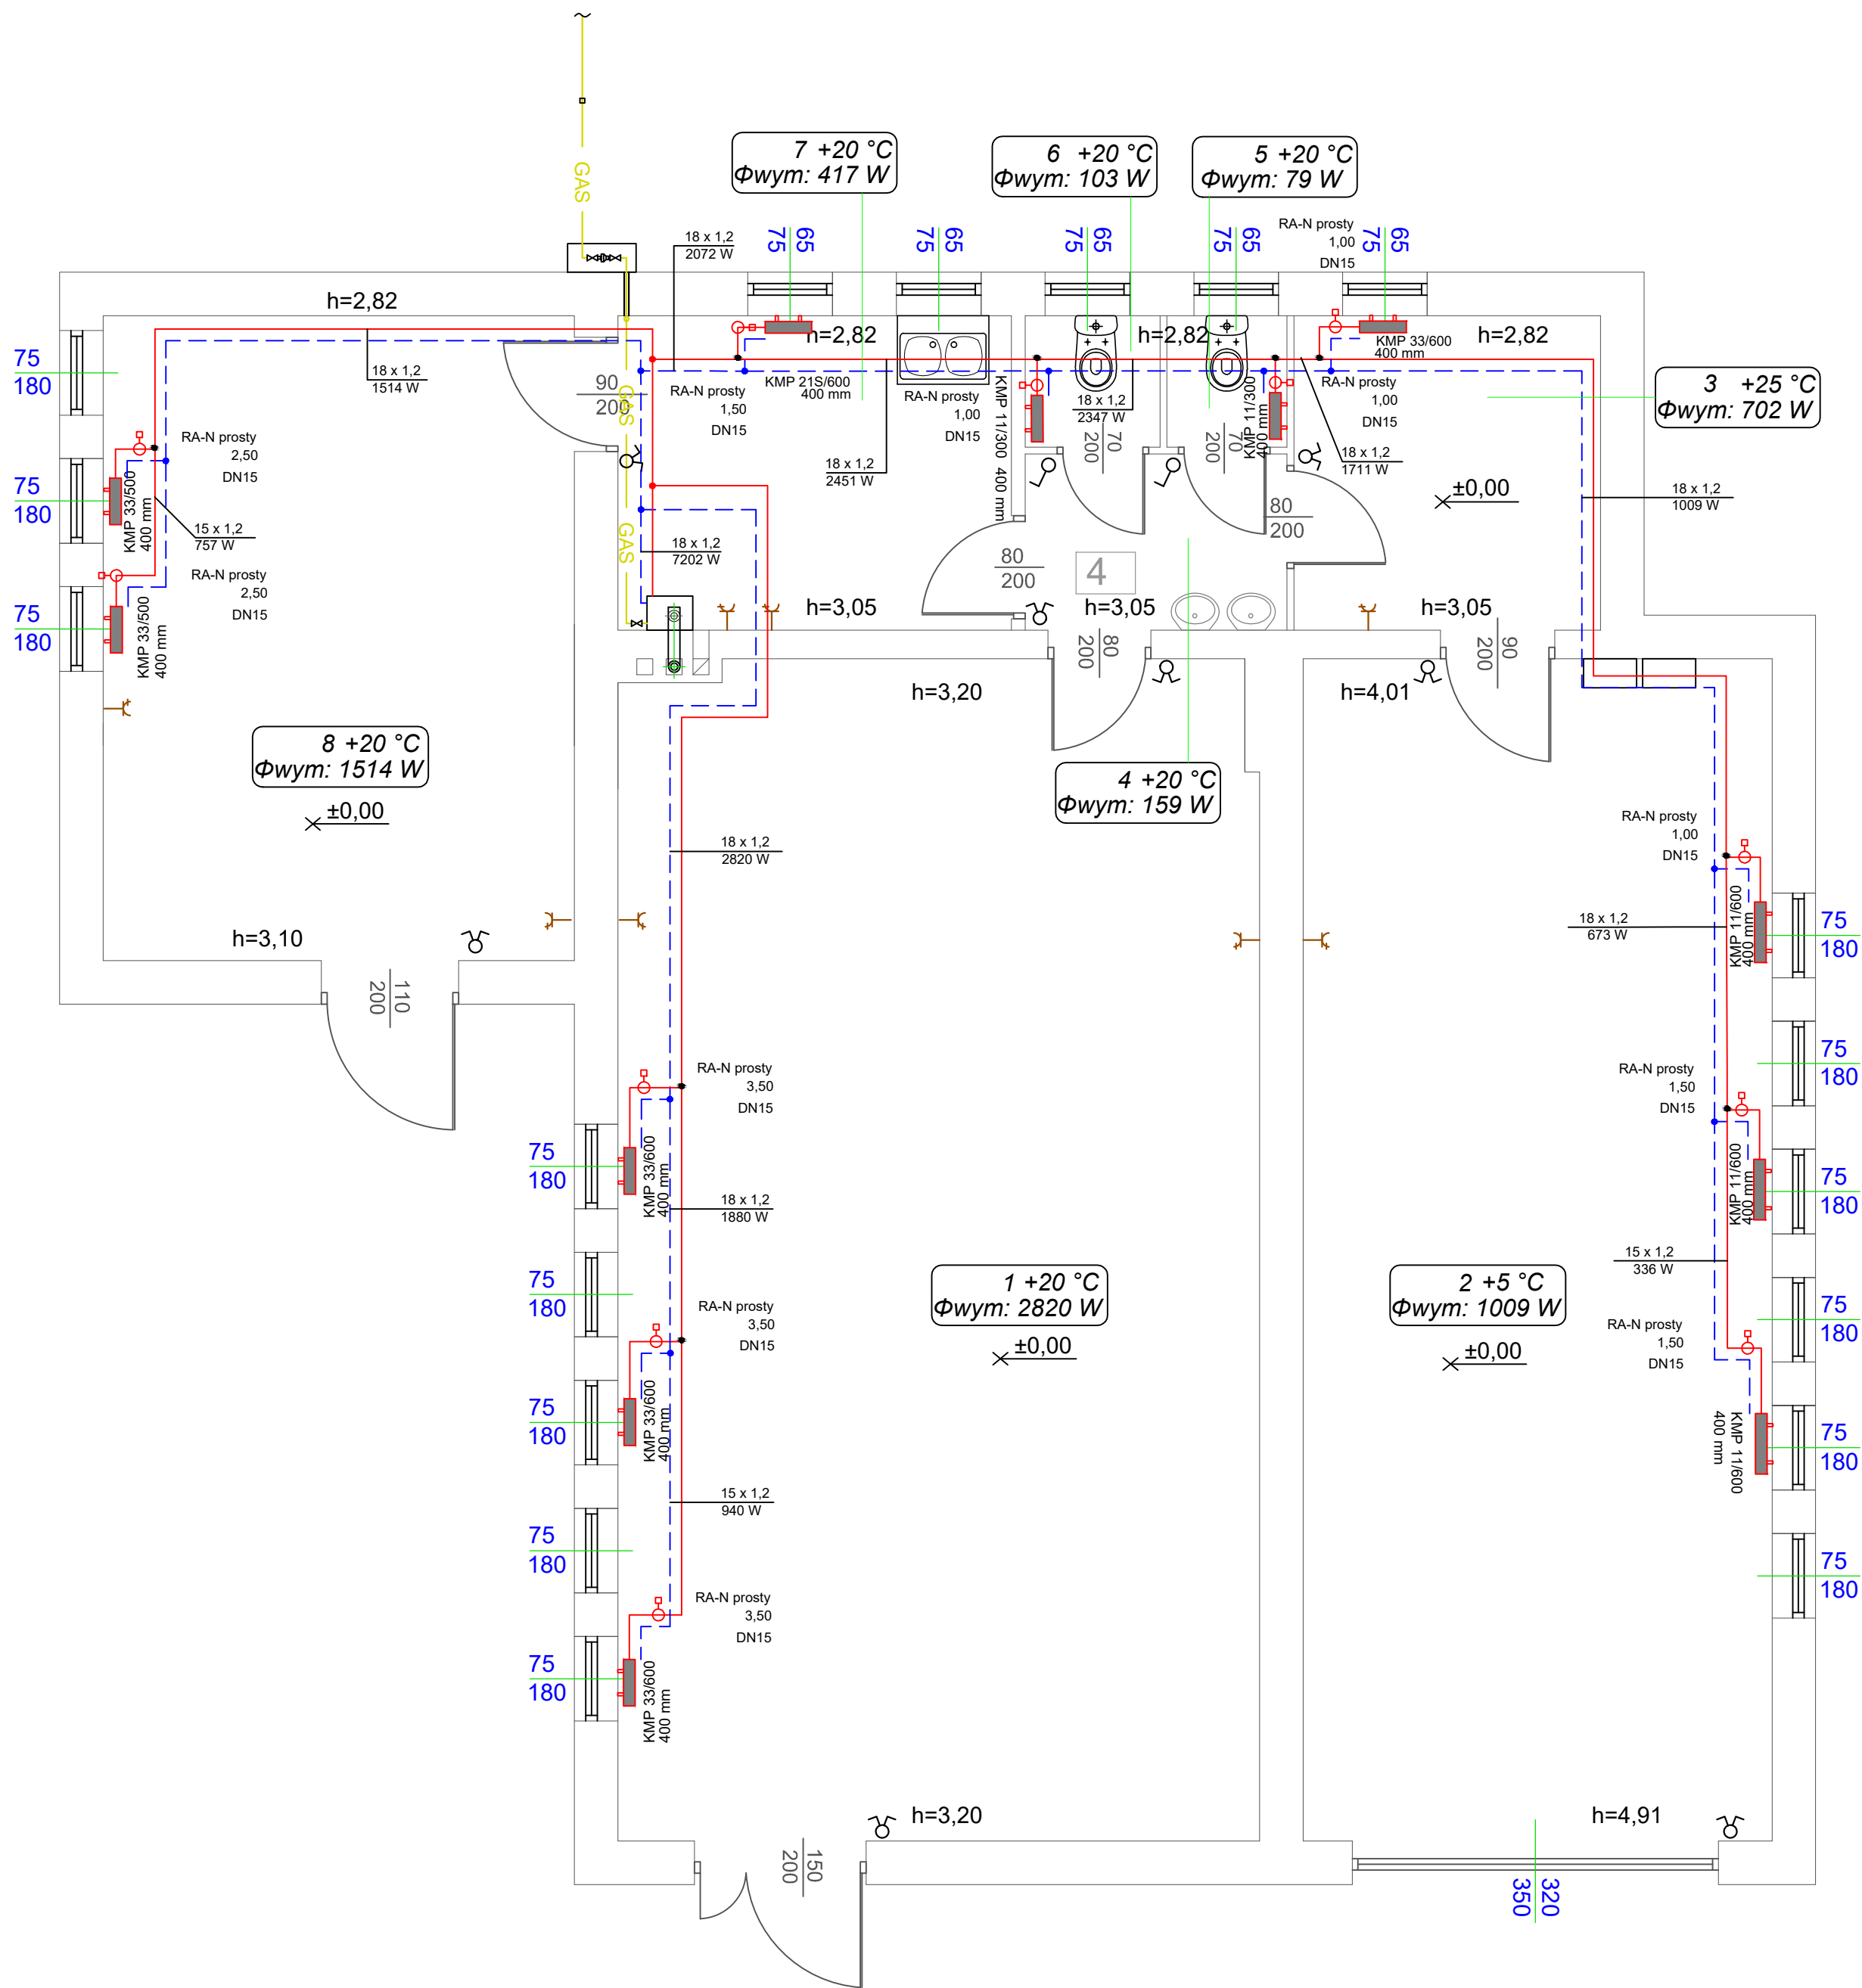 GAS
7 +20 °C
Φwym: 417 W
6 +20 °C
Φwym: 103 W
5 +20 °C
Φwym: 79 W
18 x 1,2
2072 W
65
75
65
75
65
75
65
75
RA-N prosty
1,00
DN15
65
75
h=2,82
h=2,82
h=2,82
h=2,82
75
180
18 x 1,2
1514 W
90
200
GAS
RA-N prosty
1,50
DN15
KMP 21S/600
400 mm
RA-N prosty
1,00
DN15
KMP 11/300 400 mm
18 x 1,2
2347 W
70
200
70
200
KMP 11/300
400 mm
KMP 33/600
400 mm
RA-N prosty
1,00
DN15
3 +25 °C
Φwym: 702 W
RA-N prosty
2,50
DN15
18 x 1,2
2451 W
18 x 1,2
1711 W
75
180
KMP 33/500
400 mm
15 x 1,2
757 W
GAS
18 x 1,2
7202 W
80
200
±0,00
18 x 1,2
1009 W
RA-N prosty
2,50
DN15
80
200
4
75
180
KMP 33/500
400 mm
h=3,05
h=3,05
h=3,05
80
200
90
200
h=3,20
h=4,01
8 +20 °C
Φwym: 1514 W
±0,00
4 +20 °C
Φwym: 159 W
18 x 1,2
2820 W
RA-N prosty
1,00
DN15
h=3,10
18 x 1,2
673 W
KMP 11/600
400 mm
75
180
110
200
RA-N prosty
3,50
DN15
RA-N prosty
1,50
DN15
75
180
75
180
KMP 33/600
400 mm
18 x 1,2
1880 W
KMP 11/600
400 mm
75
180
75
180
1 +20 °C
Φwym: 2820 W
±0,00
2 +5 °C
Φwym: 1009 W
±0,00
15 x 1,2
336 W
75
180
RA-N prosty
3,50
DN15
RA-N prosty
1,50
DN15
75
180
KMP 33/600
400 mm
KMP 11/600
400 mm
75
180
15 x 1,2
940 W
75
180
75
180
RA-N prosty
3,50
DN15
75
180
KMP 33/600
400 mm
h=3,20
h=4,91
150
200
320
350